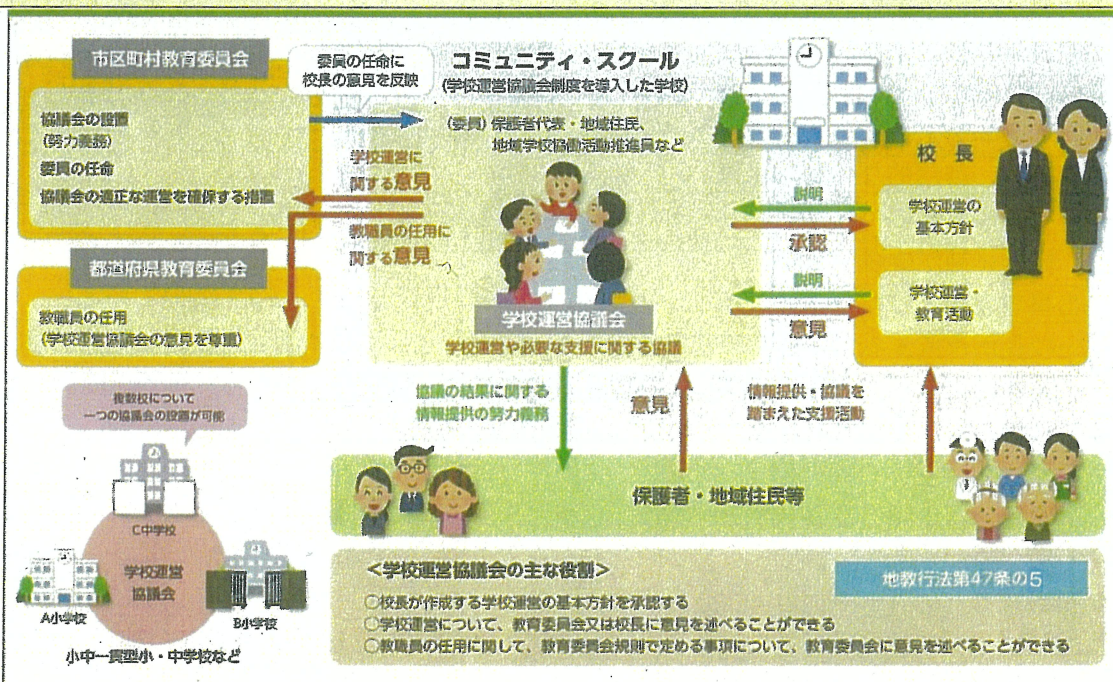 市区町村教育委員会
協議会の設置
(努力義務)
委員の任命
協議会の適正な運営を確保する措置
委員の任命に
校長の意見を反映
コミュニティ・スクール
(学校運営協議会制度を導入した学校)
(委員)保護者代表・地域住民、
地域学校協働活動推進員など
学校運営に
関する意見
教職員の任用に
関する意見
都道府県教育委員会
教職員の任用
(学校運営協議会の意見を尊重)
学校運営協議会
学校運営や必要な支援に関する協議
校長
説明
承認
学校運営の
基本方針
説明
意見
学校運営・
教育活動
複数校について
一つの協議会の設置が可能
C中学校
学校運営
協議会
A小学校
B小学校
小中一貫型小・中学校など
協議の結果に関する
情報提供の努力義務
意見
情報提供・協議を
踏まえた支援活動
保護者・地域住民等
<学校運営協議会の主な役割>
地教行法第47条の5
○校長が作成する学校運営の基本方針を承認する
○学校運営について、教育委員会又は校長に意見を述べることができる
○教職員の任用に関して、教育委員会規則で定める事項について、教育委員会に意見を述べることができる